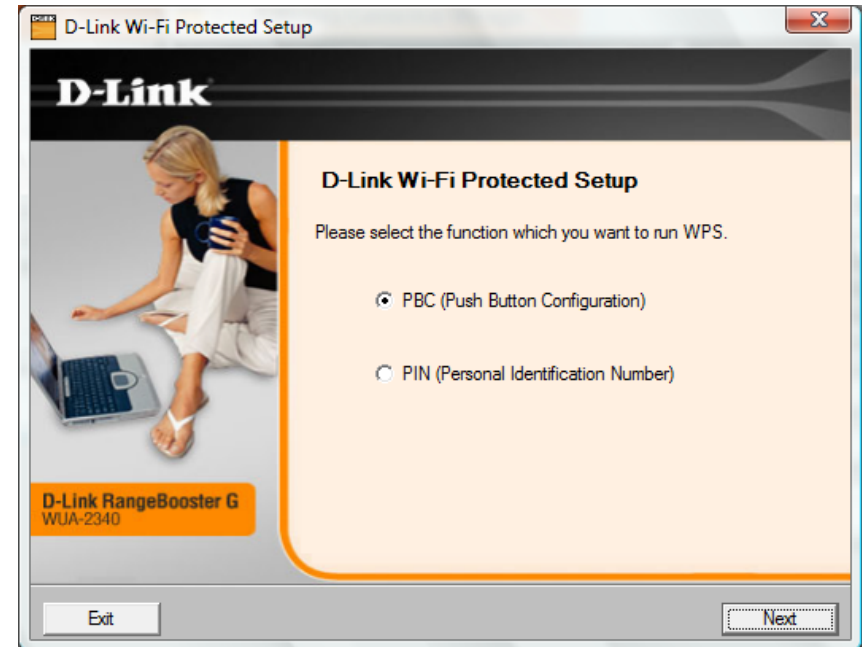 D-Link Wi-Fi Protected Setup
D-Link
D-Link Wi-Fi Protected Setup
Please select the function which you want to run WPS.
PBC (Push Button Configuration)
PIN (Personal Identification Number)
D-Link RangeBooster G
WUA-2340
Exit
Next